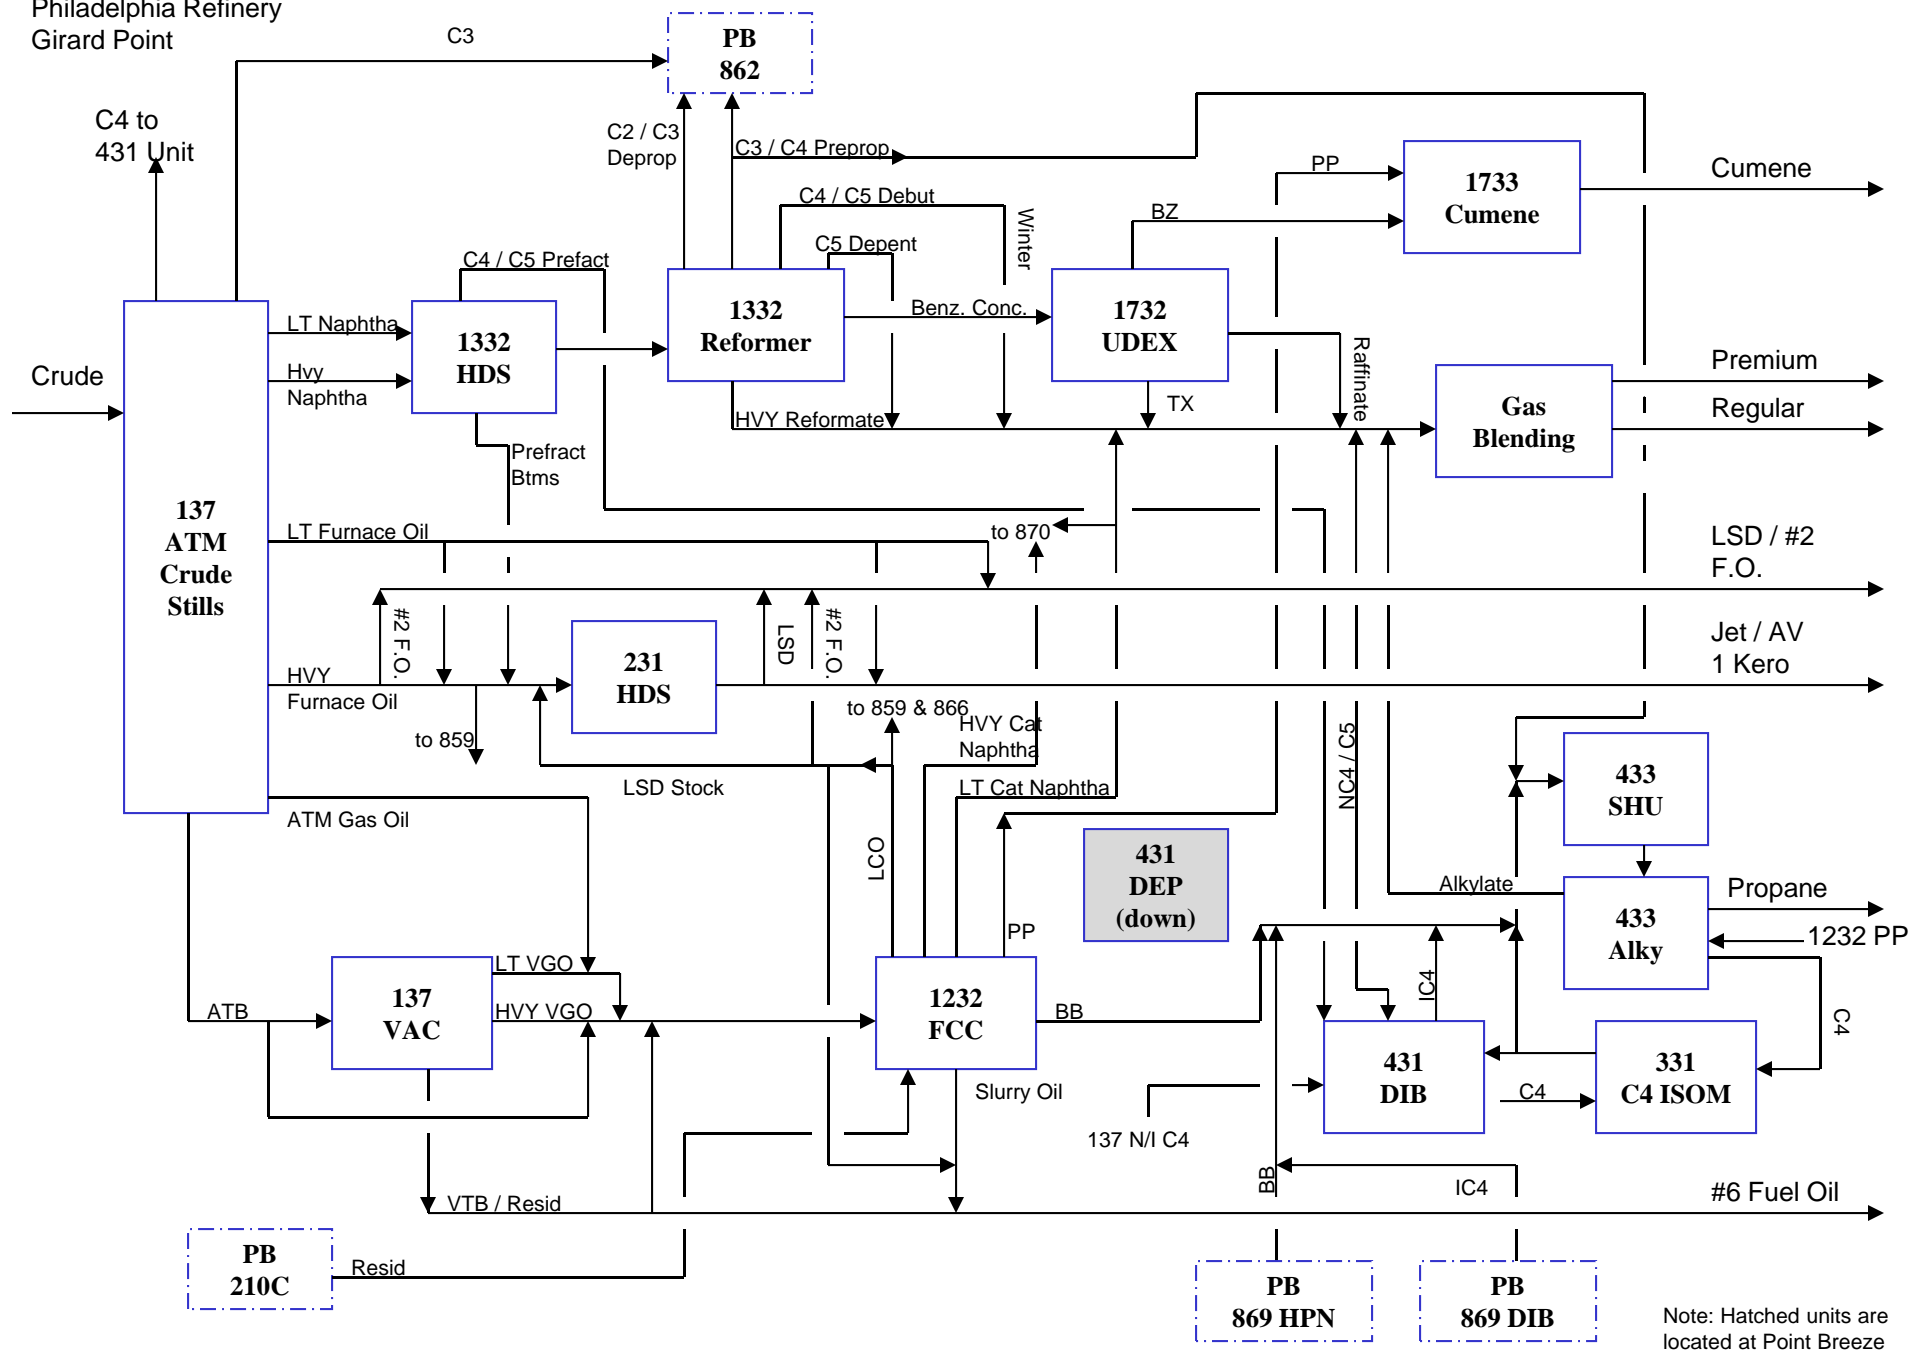 Philadelphia Refinery
Girard Point
C3
PB
862
C4 to
431 Unit
C2 / C3
Deprop
C3 / C4 Preprop
PP
1733
Cumene
Cumene
C4 / C5 Debut
Winter
BZ
C5 Depent
C4 / C5 Prefact
LT Naphtha
1332
HDS
1332
Reformer
Benz. Conc.
1732
UDEX
Raffinate
Crude
Hvy
Naphtha
Premium
Regular
TX
Gas
Blending
HVY Reformate
Prefract
Btms
137
ATM
Crude
Stills
LT Furnace Oil
to 870
LSD / #2
F.O.
#2 F.O.
LSD
#2 F.O.
231
HDS
Jet / AV
1 Kero
HVY
Furnace Oil
to 859
to 859 & 866
HVY Cat
Naphtha
NC4 / C5
433
SHU
LSD Stock
LT Cat Naphtha
ATM Gas Oil
LCO
431
DEP
(down)
Alkylate
433
Alky
Propane
1232 PP
PP
LT VGO
137
VAC
HVY VGO
ATB
1232
FCC
BB
IC4
C4
431
DIB
C4
331
C4 ISOM
Slurry Oil
137 N/I C4
BB
IC4
VTB / Resid
#6 Fuel Oil
PB
210C
Resid
PB
869 HPN
PB
869 DIB
Note: Hatched units are
located at Point Breeze